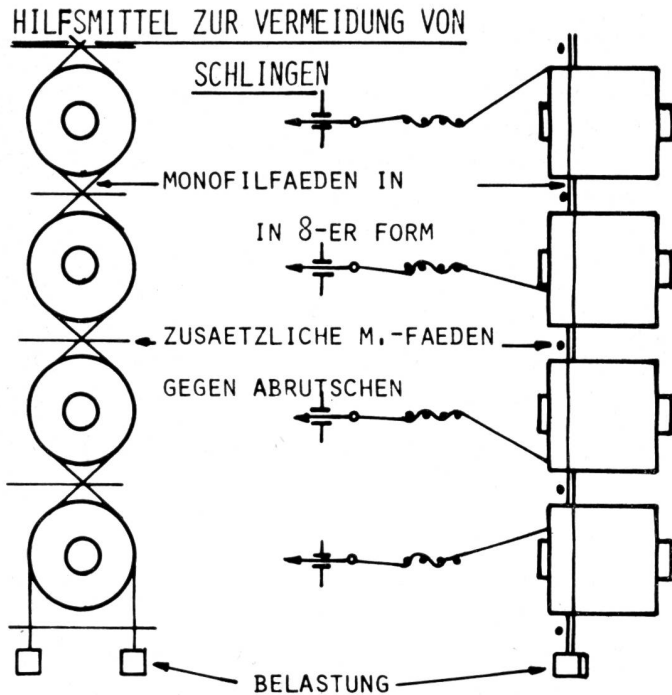 HILFSMITTEL ZUR VERMEIDUNG VON
SCHLINGEN
MONOFILFAEDEN IN
IN 8-ER FORM
ZUSAETZLICHE M.-FAEDEN
GEGEN ABRUTSCHEN
BELASTUNG